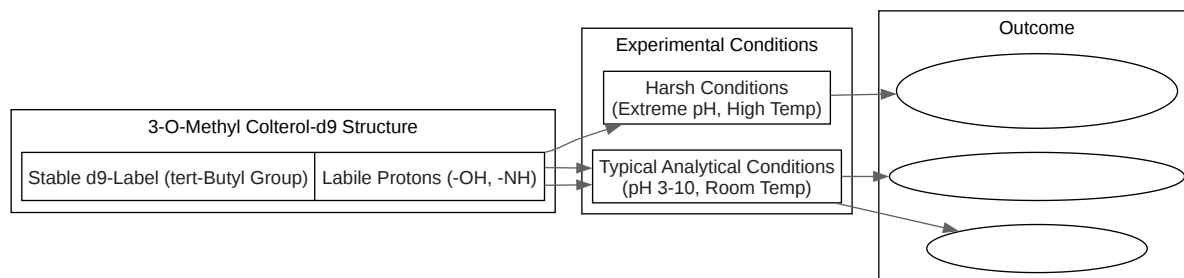 3-O-Methyl Colterol-d9 Structure
Stable d9-Label (tert-Butyl Group)
Labile Protons (-OH, -NH)
Experimental Conditions
Harsh Conditions
(Extreme pH, High Temp)
Typical Analytical Conditions
(pH 3-10, Room Temp)
Outcome